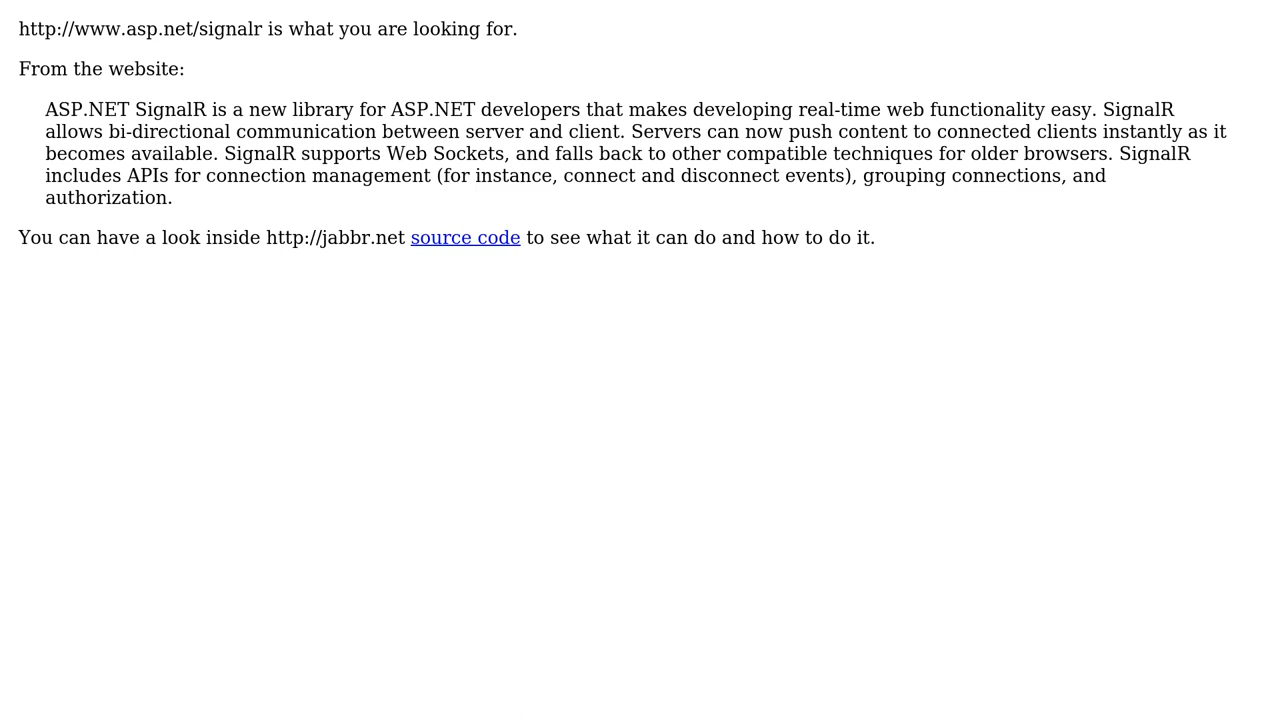 http://www.asp.net/signalr is what you are looking for.
From the website:
ASP.NET SignalR is a new library for ASP.NET developers that makes developing real-time web functionality easy. SignalR
allows bi-directional communication between server and client. Servers can now push content to connected clients instantly as it
becomes available. SignalR supports Web Sockets, and falls back to other compatible techniques for older browsers. SignalR
includes APIs for connection management (for instance, connect and disconnect events), grouping connections, and
authorization.
You can have a look inside http://jabbr.net source code to see what it can do and how to do it.